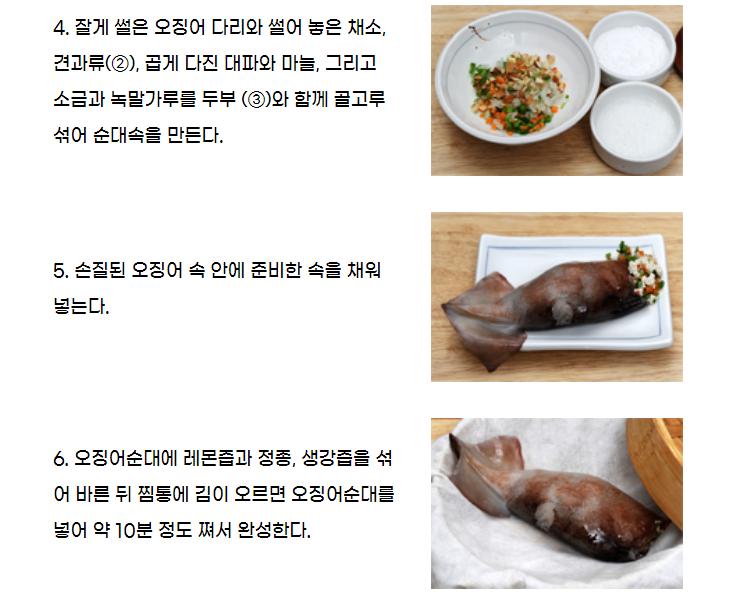 4. 잘게 썰은 오징어 다리와 썰어 놓은 채소,
견과류(②), 곱게 다진 대파와 마늘, 그리고
소금과 녹말가루를 두부 (③)와 함께 골고루
섞어 순대속을 만든다.
5. 손질된 오징어 속 안에 준비한 속을 채워
넣는다.
6. 오징어순대에 레몬즙과 정종, 생강즙을 섞
어 바른 뒤 찜통에 김이 오르면 오징어순대를
넣어 약 10분 정도 쪄서 완성한다.